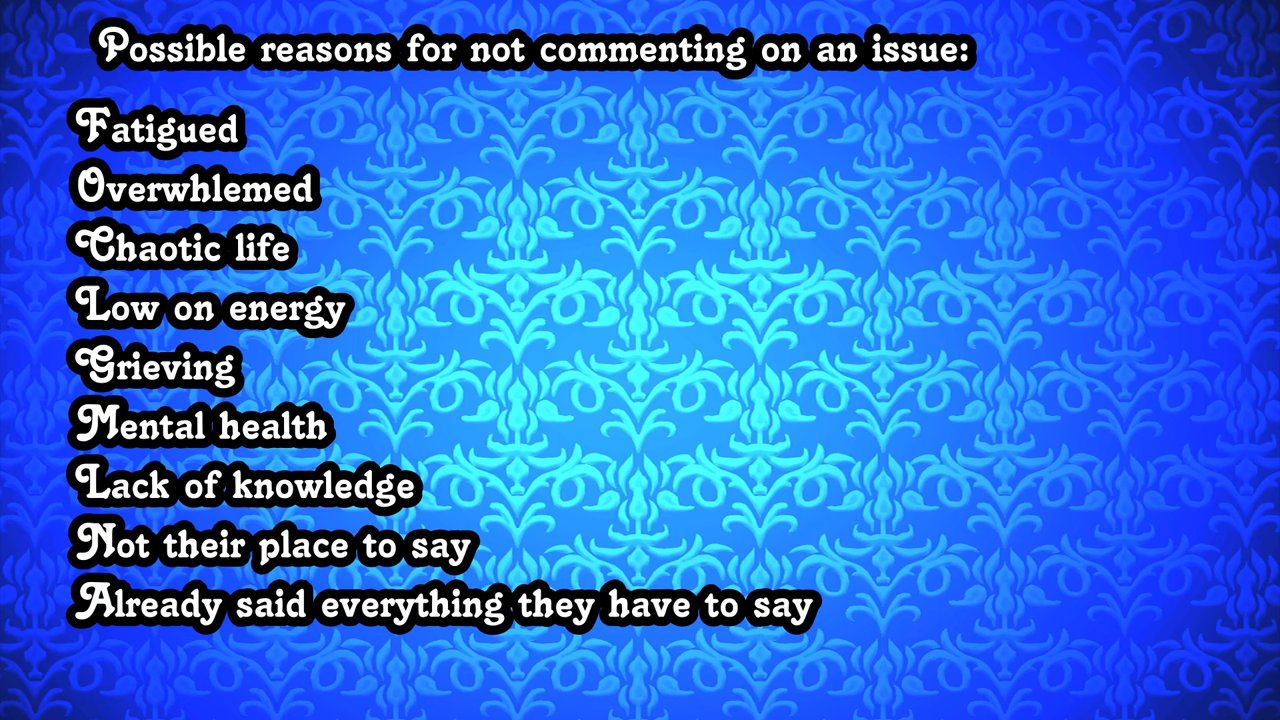 Possible reasons for not commenting on an issue:
Fatigued
Overwhlemed
Chaotic life
Low on energy
Grieving
Mental health
Lack of knowledge
Not their place to say
Already said everything they have to say